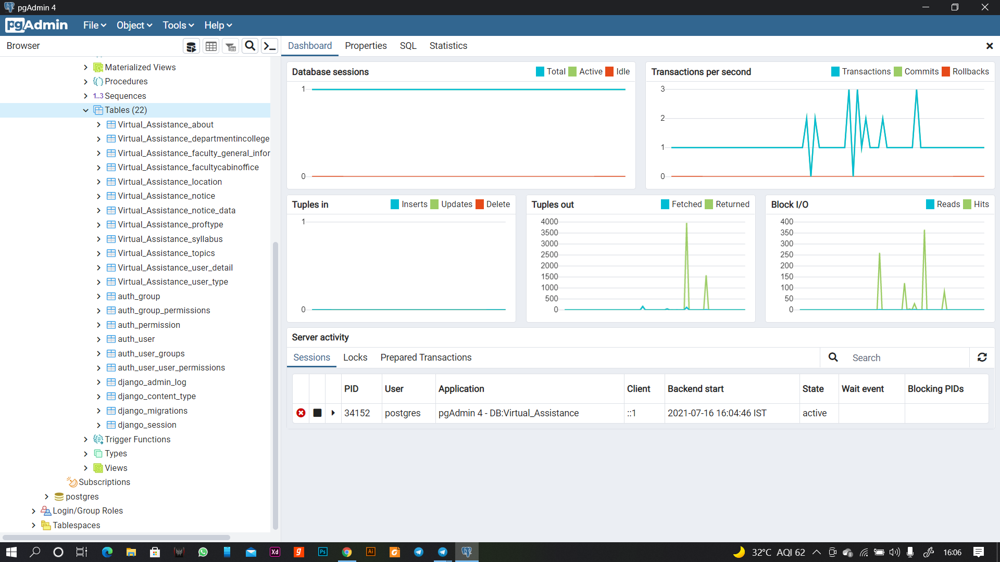 pgAdmin 4
pgAdmin File Object Tools Help
Browser
Dashboard Properties SQL Statistics
Materialized Views
Procedures
1..3 Sequences
Tables (22)
Virtual_Assistance_about
Virtual_Assistance_departmentincollege
Virtual_Assistance_faculty_general_infor
Virtual_Assistance_facultycabinoffice
Virtual_Assistance_location
Virtual_Assistance_notice
Virtual_Assistance_notice_data
Virtual_Assistance_proftype
Virtual_Assistance_syllabus
Virtual_Assistance_topics
Virtual_Assistance_user_detail
Virtual_Assistance_user_type
auth_group
auth_group_permissions
auth_permission
auth_user
auth_user_groups
auth_user_user_permissions
django_admin_log
django_content_type
django_migrations
django_session
Trigger Functions
Types
Views
Subscriptions
postgres
Login/Group Roles
Tablespaces
Database sessions Total Active Idle
1
0
Transactions per second Transactions Commits Rollbacks
3
2
1
0
Tuples in Inserts Updates Delete
1
0
Tuples out Fetched Returned
4000
3500
3000
2500
2000
1500
1000
500
0
Block I/O Reads Hits
400
350
300
250
200
150
100
50
0
Server activity
Sessions Locks Prepared Transactions Search
PID User Application Client Backend start State Wait event Blocking PIDs
34152 postgres pgAdmin 4 - DB:Virtual_Assistance ::1 2021-07-16 16:04:46 IST active
Xd g Ps Ai 32°C AQI 62 16:06